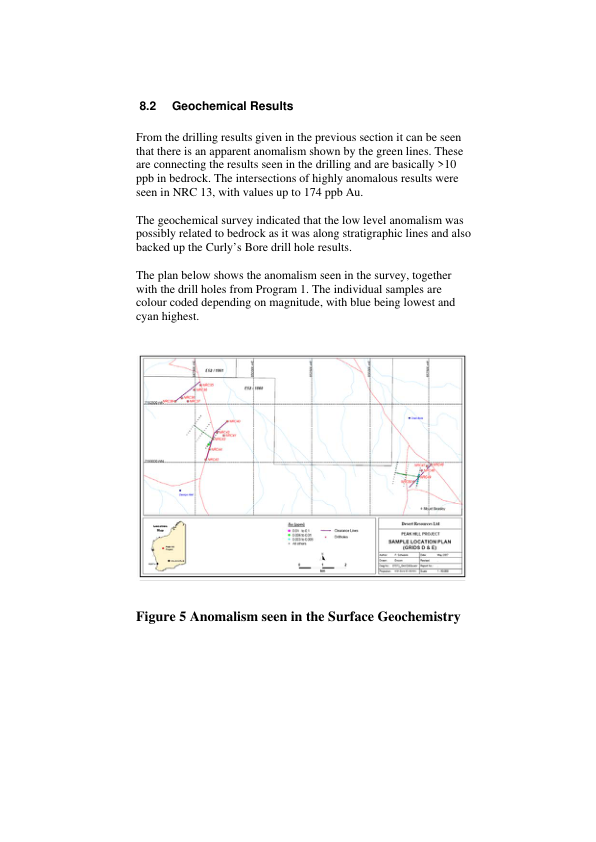 8.2 Geochemical Results
From the drilling results given in the previous section it can be seen
that there is an apparent anomalism shown by the green lines. These
are connecting the results seen in the drilling and are basically >10
ppb in bedrock. The intersections of highly anomalous results were
seen in NRC 13, with values up to 174 ppb Au.
The geochemical survey indicated that the low level anomalism was
possibly related to bedrock as it was along stratigraphic lines and also
backed up the Curly's Bore drill hole results.
The plan below shows the anomalism seen in the survey, together
with the drill holes from Program 1. The individual samples are
colour coded depending on magnitude, with blue being lowest and
cyan highest.
Desert Resources Ltd
PEAK HILL PROJECT
SAMPLE LOCATION PLAN
(GRIDS D & E)
Figure 5 Anomalism seen in the Surface Geochemistry